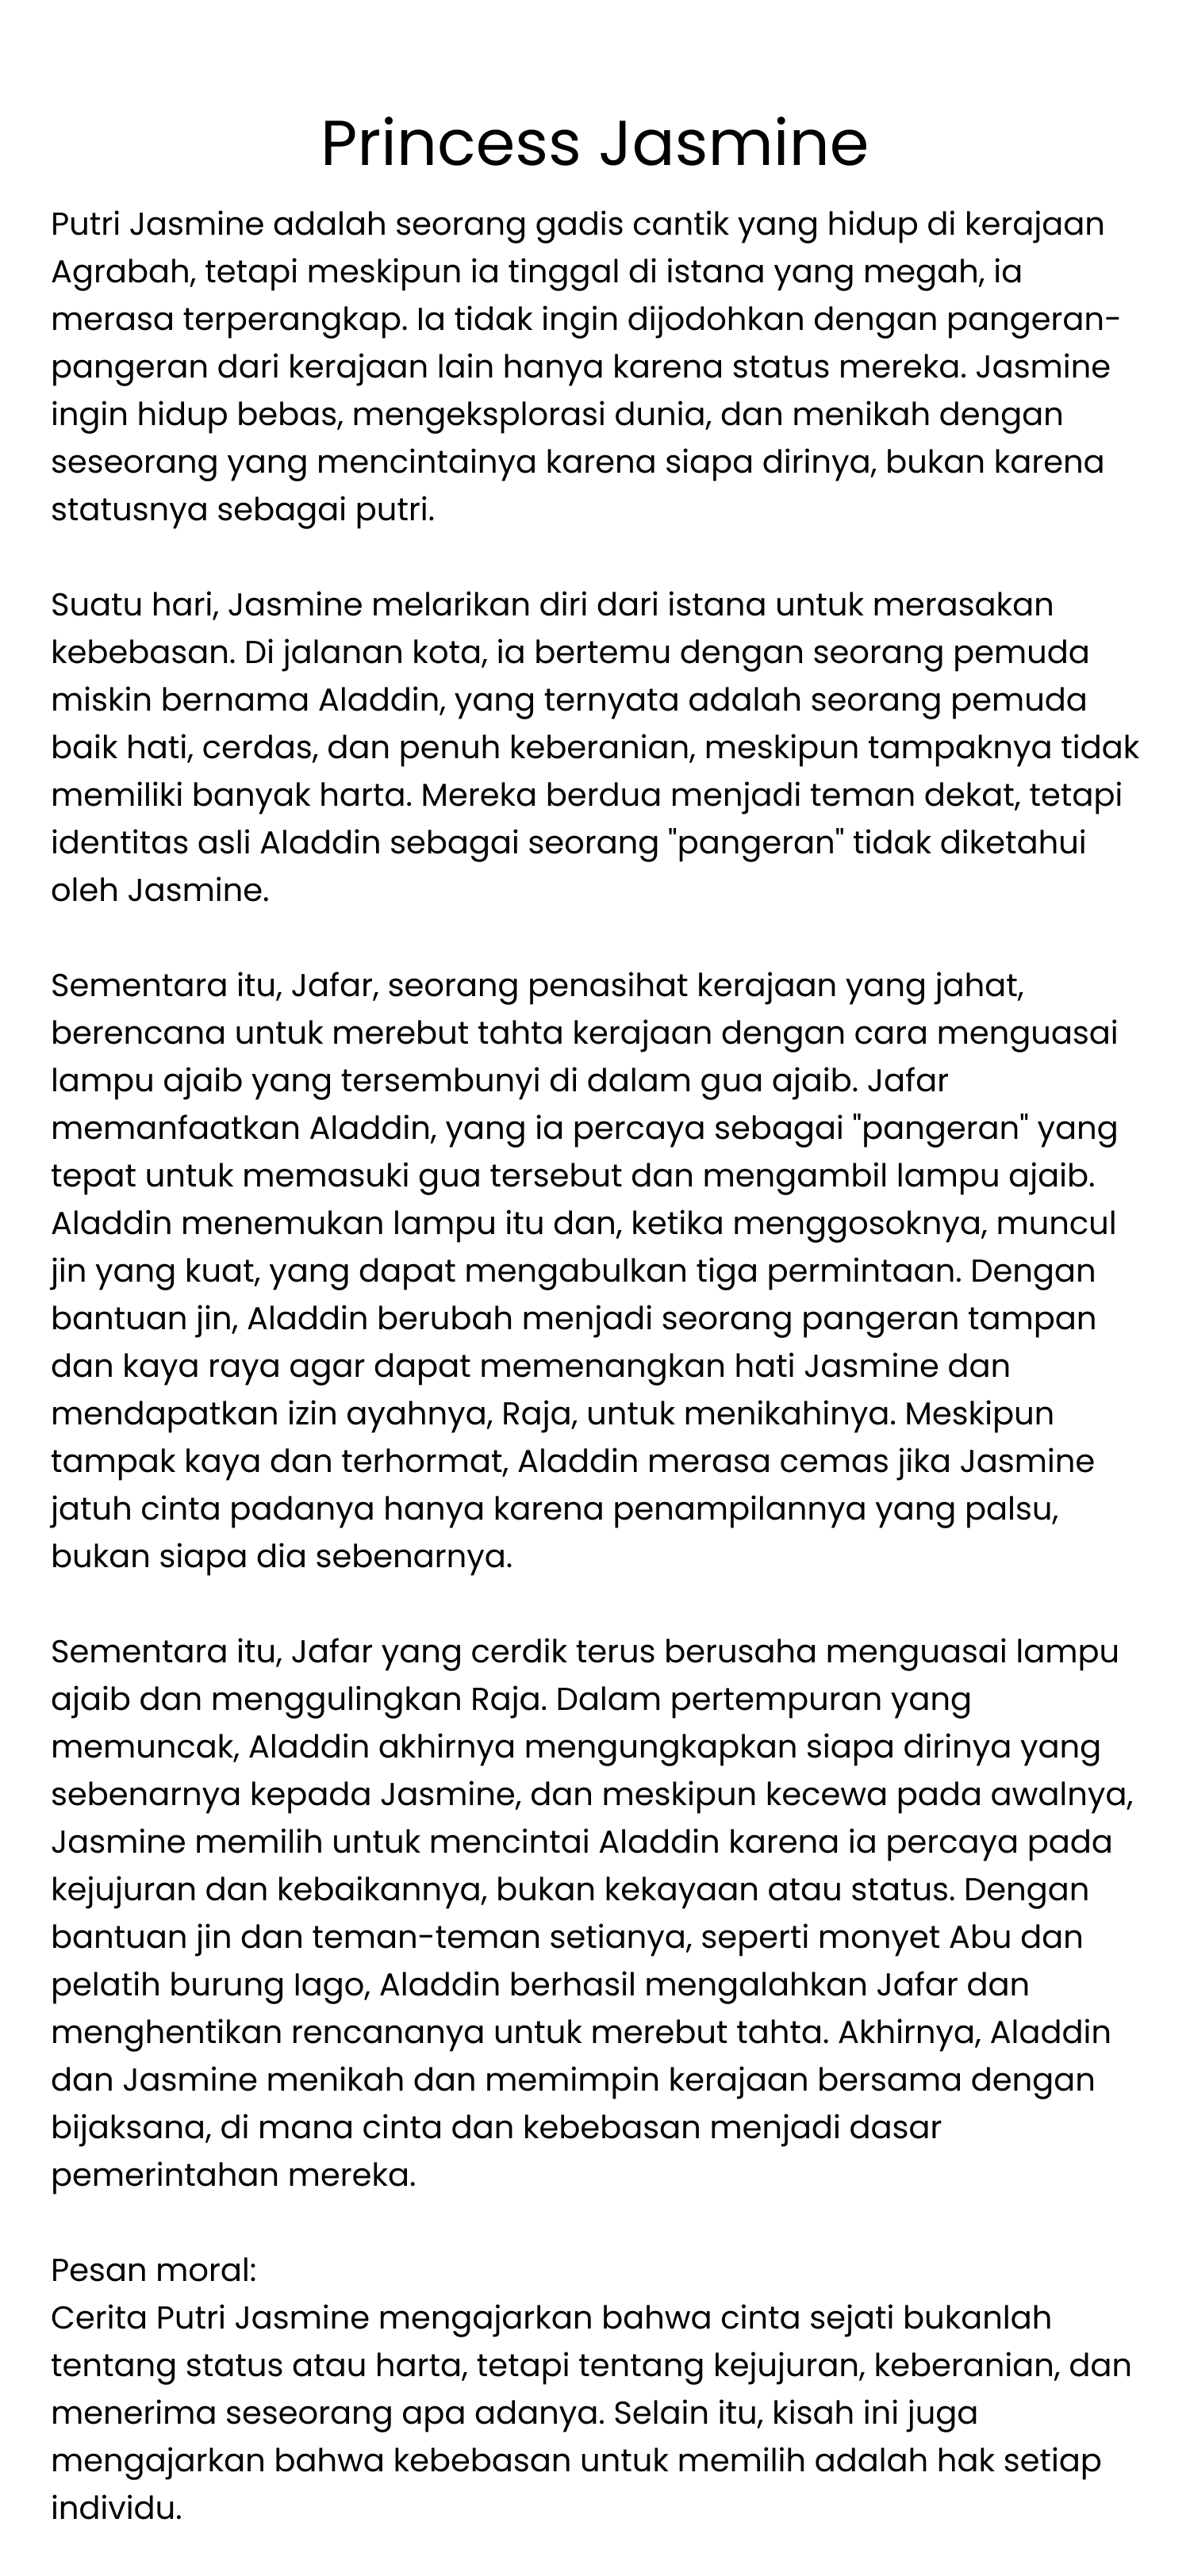 Princess Jasmine
Putri Jasmine adalah seorang gadis cantik yang hidup di kerajaan
Agrabah, tetapi meskipun ia tinggal di istana yang megah, ia
merasa terperangkap. Ia tidak ingin dijodohkan dengan pangeran-
pangeran dari kerajaan lain hanya karena status mereka. Jasmine
ingin hidup bebas, mengeksplorasi dunia, dan menikah dengan
seseorang yang mencintainya karena siapa dirinya, bukan karena
statusnya sebagai putri.
Suatu hari, Jasmine melarikan diri dari istana untuk merasakan
kebebasan. Di jalanan kota, ia bertemu dengan seorang pemuda
miskin bernama Aladdin, yang ternyata adalah seorang pemuda
baik hati, cerdas, dan penuh keberanian, meskipun tampaknya tidak
memiliki banyak harta. Mereka berdua menjadi teman dekat, tetapi
identitas asli Aladdin sebagai seorang "pangeran" tidak diketahui
oleh Jasmine.
Sementara itu, Jafar, seorang penasihat kerajaan yang jahat,
berencana untuk merebut tahta kerajaan dengan cara menguasai
lampu ajaib yang tersembunyi di dalam gua ajaib. Jafar
memanfaatkan Aladdin, yang ia percaya sebagai "pangeran" yang
tepat untuk memasuki gua tersebut dan mengambil lampu ajaib.
Aladdin menemukan lampu itu dan, ketika menggosoknya, muncul
jin yang kuat, yang dapat mengabulkan tiga permintaan. Dengan
bantuan jin, Aladdin berubah menjadi seorang pangeran tampan
dan kaya raya agar dapat memenangkan hati Jasmine dan
mendapatkan izin ayahnya, Raja, untuk menikahinya. Meskipun
tampak kaya dan terhormat, Aladdin merasa cemas jika Jasmine
jatuh cinta padanya hanya karena penampilannya yang palsu,
bukan siapa dia sebenarnya.
Sementara itu, Jafar yang cerdik terus berusaha menguasai lampu
ajaib dan menggulingkan Raja. Dalam pertempuran yang
memuncak, Aladdin akhirnya mengungkapkan siapa dirinya yang
sebenarnya kepada Jasmine, dan meskipun kecewa pada awalnya,
Jasmine memilih untuk mencintai Aladdin karena ia percaya pada
kejujuran dan kebaikannya, bukan kekayaan atau status. Dengan
bantuan jin dan teman-teman setianya, seperti monyet Abu dan
pelatih burung Iago, Aladdin berhasil mengalahkan Jafar dan
menghentikan rencananya untuk merebut tahta. Akhirnya, Aladdin
dan Jasmine menikah dan memimpin kerajaan bersama dengan
bijaksana, di mana cinta dan kebebasan menjadi dasar
pemerintahan mereka.
Pesan moral:
Cerita Putri Jasmine mengajarkan bahwa cinta sejati bukanlah
tentang status atau harta, tetapi tentang kejujuran, keberanian, dan
menerima seseorang apa adanya. Selain itu, kisah ini juga
mengajarkan bahwa kebebasan untuk memilih adalah hak setiap
individu.